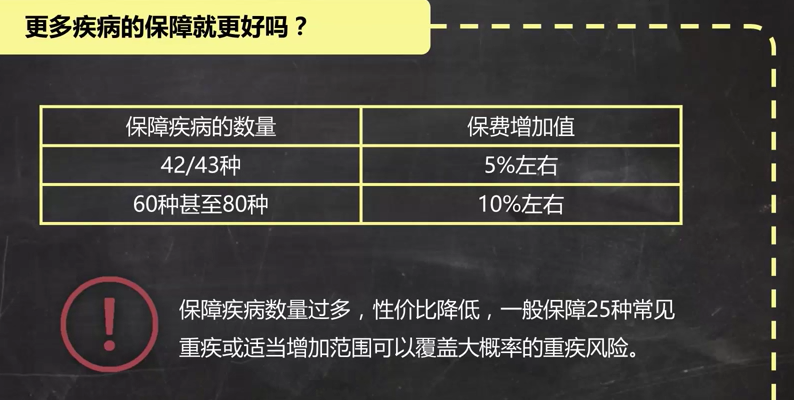 更多疾病的保障就更好吗？
保障疾病的数量 保费增加值
42/43种 5%左右
60种甚至80种 10%左右
保障疾病数量过多，性价比降低，一般保障25种常见
重疾或适当增加范围可以覆盖大概率的重疾风险。